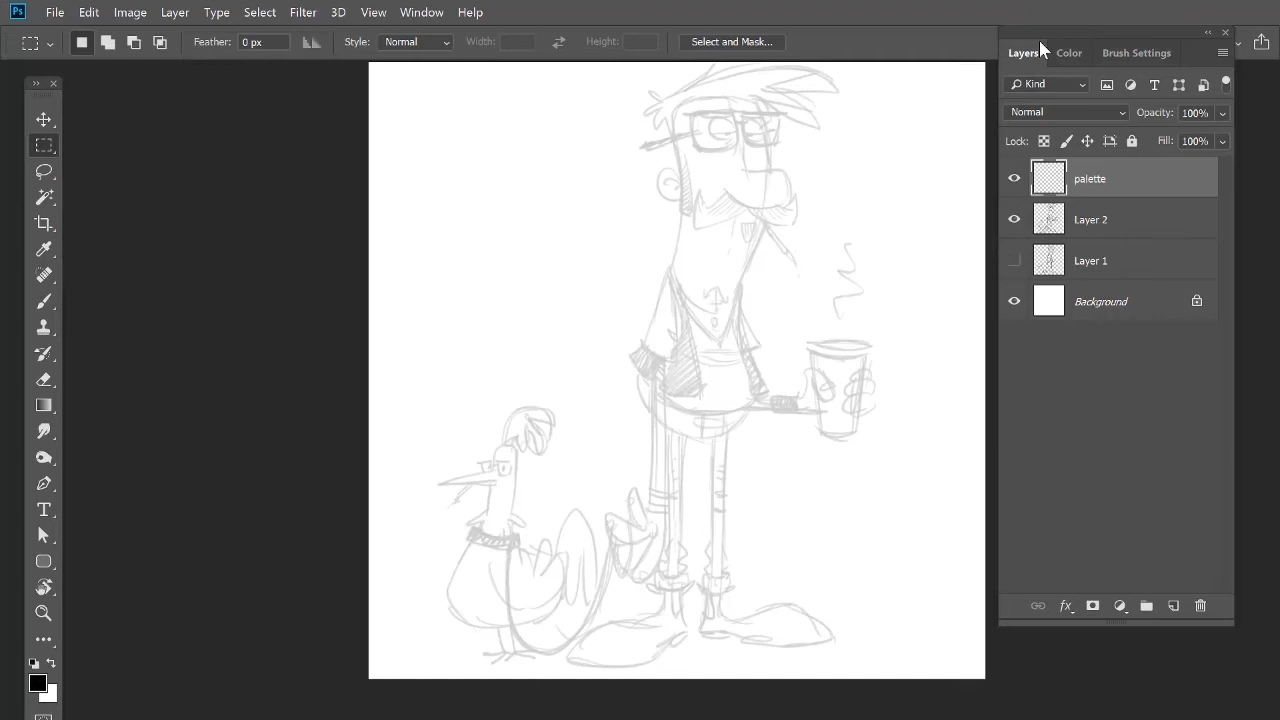 Ps File Edit Image Layer Type Select Filter 3D View Window Help
Feather: 0 px Style: Normal Width: Height: Select and Mask...
Layers Color Brush Settings
Kind
Normal Opacity: 100%
Lock: Fill: 100%
palette
Layer 2
Layer 1
Background